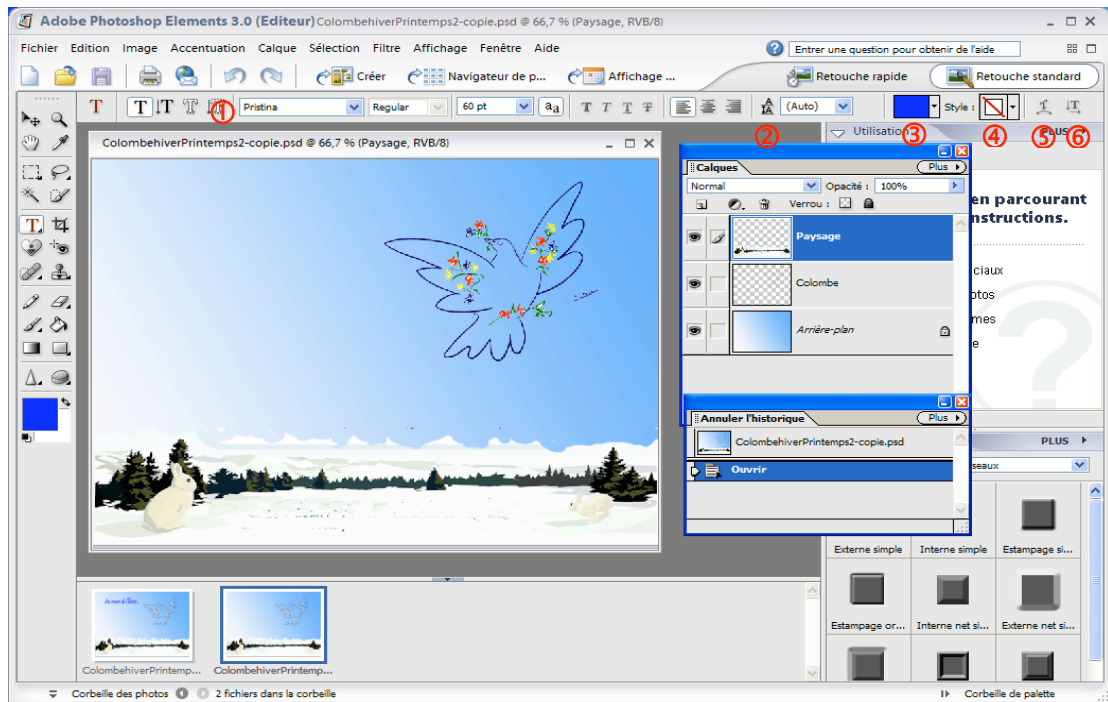 Adobe Photoshop Elements 3.0 (Editeur) ColombehiverPrintemps2-copie.psd @ 66,7 % (Paysage, RVB/8)
Fichier Edition Image Accentuation Calque Sélection Filtre Affichage Fenêtre Aide
Entrer une question pour obtenir de l'aide
Créer Navigateur de p... Affichage ... Retouche rapide Retouche standard
T T T T T ① Pristina Regular 60 pt aa T T T T (Auto) Style :
② ③ ④ ⑤ ⑥
Utilisation PLUS
ColombehiverPrintemps2-copie.psd @ 66,7 % (Paysage, RVB/8)
Calques Plus
Normal Opacité : 100%
Verrou :
Paysage
Colombe
Arrière-plan
en parcourant
nstructions.
ciaux
otos
mes
e
Annuler l'historique Plus
ColombehiverPrintemps2-copie.psd
Ouvrir
PLUS
seaux
Externe simple Interne simple Estampage si...
Estampage or... Interne net si... Externe net si...
ColombehiverPrintemp... ColombehiverPrintemp...
Corbeille des photos 2 fichiers dans la corbeille Corbeille de palette